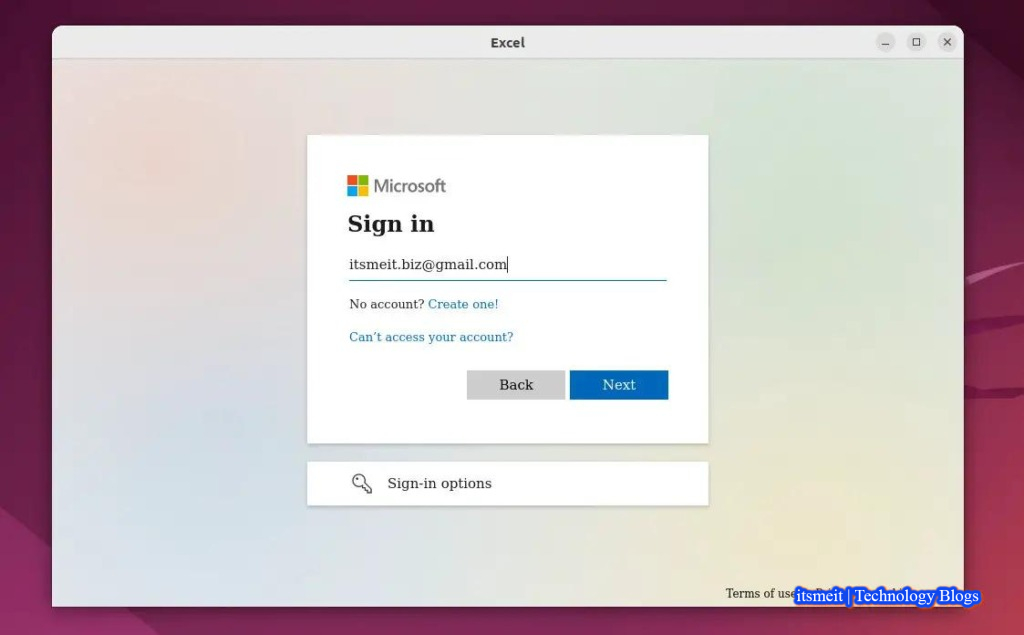 Excel
Microsoft
Sign in
itsmeit.biz@gmail.com
No account? Create one!
Can’t access your account?
Back
Next
Sign-in options
Terms of use
itsmeit | Technology Blogs